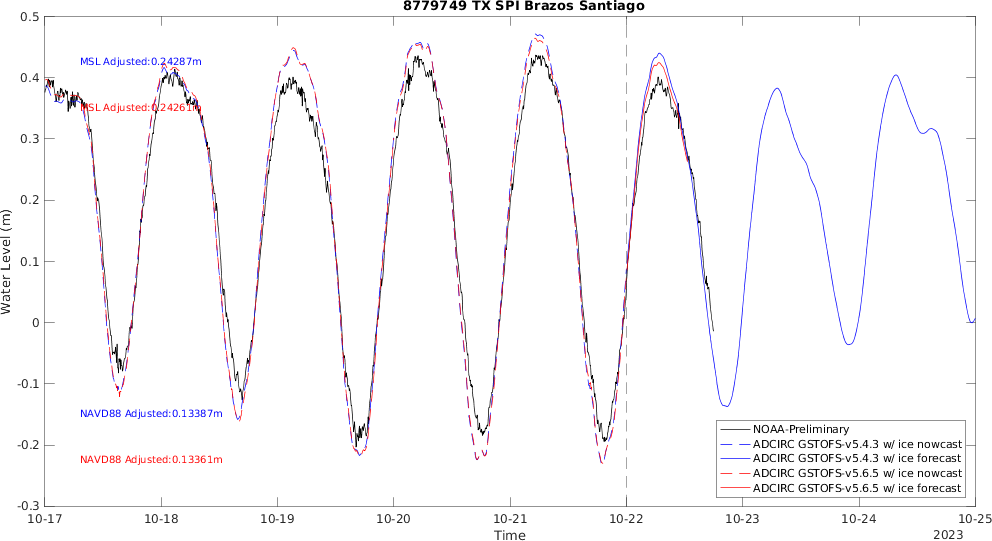 8779749 TX SPI Brazos Santiago
0.5
0.4
0.3
0.2
0.1
0
-0.1
-0.2
-0.3
Water Level (m)
MSL Adjusted:0.24287m
MSL Adjusted:0.24261m
NAVD88 Adjusted:0.13387m
NAVD88 Adjusted:0.13361m
NOAA-Preliminary
ADCIRC GSTOFS-v5.4.3 w/ ice nowcast
ADCIRC GSTOFS-v5.4.3 w/ ice forecast
ADCIRC GSTOFS-v5.6.5 w/ ice nowcast
ADCIRC GSTOFS-v5.6.5 w/ ice forecast
10-17 10-18 10-19 10-20 10-21 10-22 10-23 10-24 10-25
Time
2023